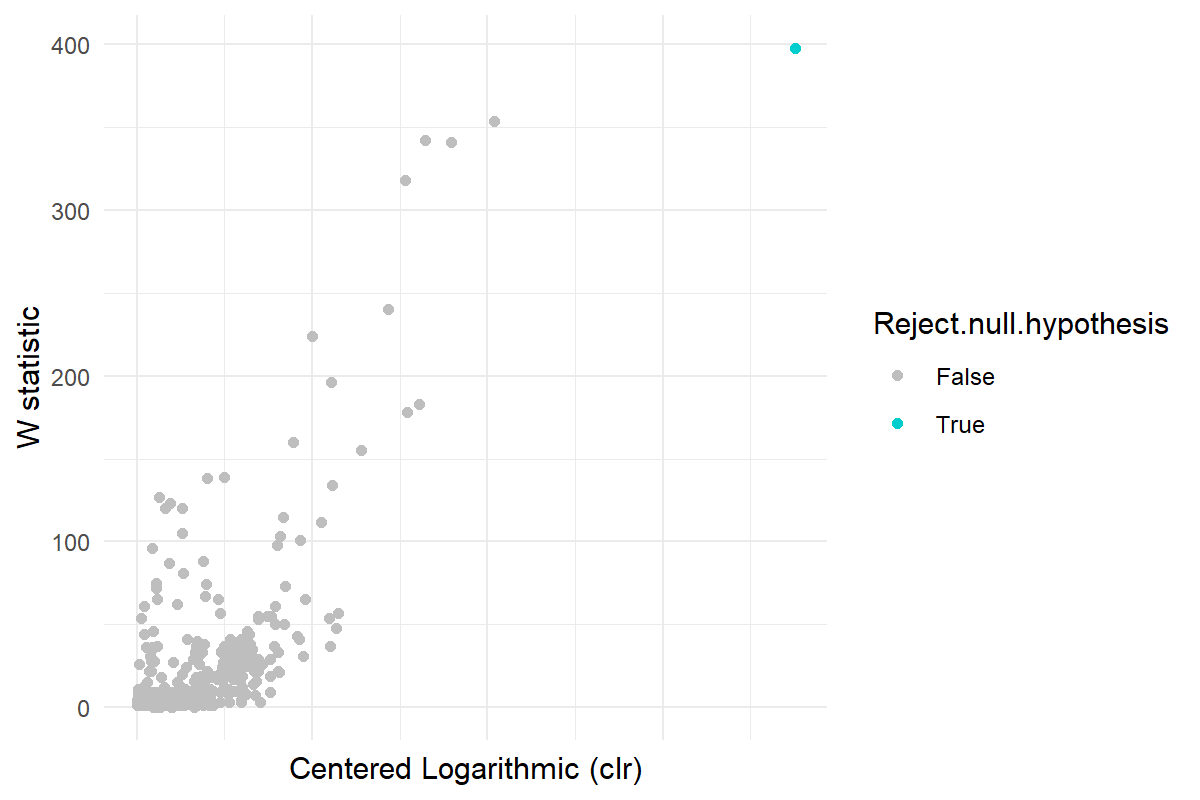 400
300
200
100
0
W statistic
Centered Logarithmic (clr)
Reject.null.hypothesis
False
True